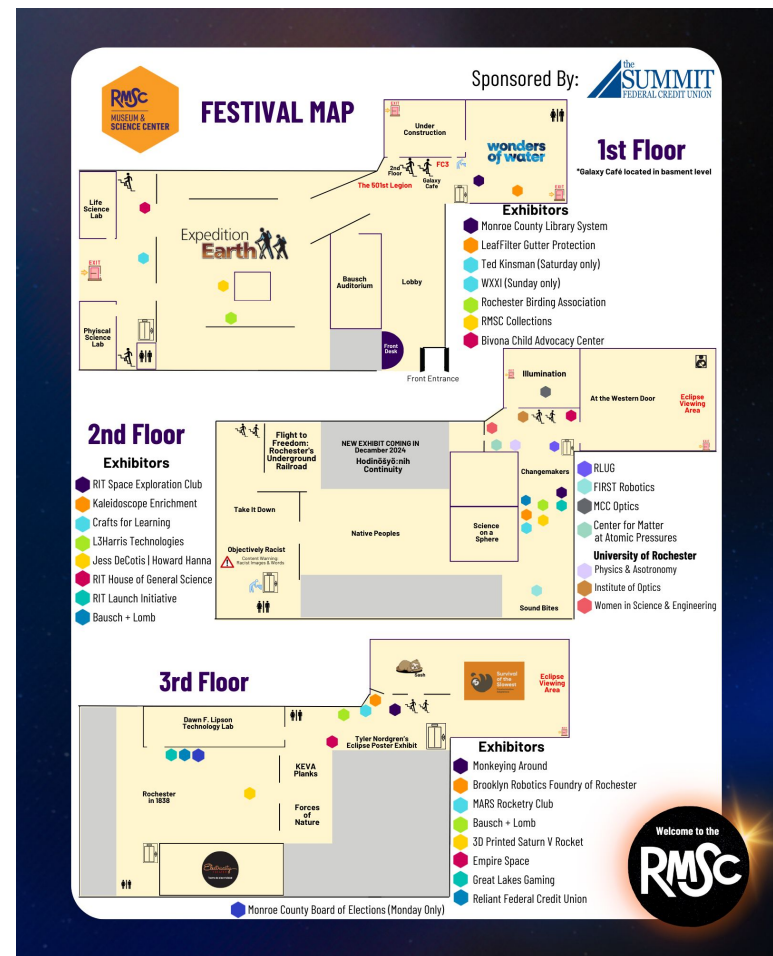 RMSC
MUSEUM &
SCIENCE CENTER
FESTIVAL MAP
Sponsored By:
the
SUMMIT
FEDERAL CREDIT UNION
1st Floor
*Galaxy Café located in basment level
EXIT
Under
Construction
wonders
of water
2nd
Floor
FC3
Galaxy
Cafe
The 501st Legion
EXIT
Life
Science
Lab
EXIT
Expedition
Earth
Bausch
Auditorium
Lobby
Phyiscal
Science
Lab
Front
Desk
Front Entrance
Exhibitors
Monroe County Library System
LeafFilter Gutter Protection
Ted Kinsman (Saturday only)
WXXI (Sunday only)
Rochester Birding Association
RMSC Collections
Bivona Child Advocacy Center
2nd Floor
Exhibitors
RIT Space Exploration Club
Kaleidoscope Enrichment
Crafts for Learning
L3Harris Technologies
Jess DeCotis | Howard Hanna
RIT House of General Science
RIT Launch Initiative
Bausch + Lomb
Illumination
At the Western Door
Eclipse
Viewing
Area
Flight to
Freedom:
Rochester's
Underground
Railroad
NEW EXHIBIT COMING IN
December 2024
Hodinöšyö:nih
Continuity
Changemakers
Take It Down
Native Peoples
Science
on a
Sphere
Objectively Racist
Content Warning:
Racist Images & Words
Sound Bites
RLUG
FIRST Robotics
MCC Optics
Center for Matter
at Atomic Pressures
University of Rochester
Physics & Asotronomy
Institute of Optics
Women in Science & Engineering
3rd Floor
Sash
Survival
of the
Slowest
Eclipse
Viewing
Area
Dawn F. Lipson
Technology Lab
Tyler Nordgren's
Eclipse Poster Exhibit
KEVA
Planks
Rochester
in 1838
Forces
of
Nature
Electricity
Exhibitors
Monkeying Around
Brooklyn Robotics Foundry of Rochester
MARS Rocketry Club
Bausch + Lomb
3D Printed Saturn V Rocket
Empire Space
Great Lakes Gaming
Reliant Federal Credit Union
Monroe County Board of Elections (Monday Only)
Welcome to the
RMSC